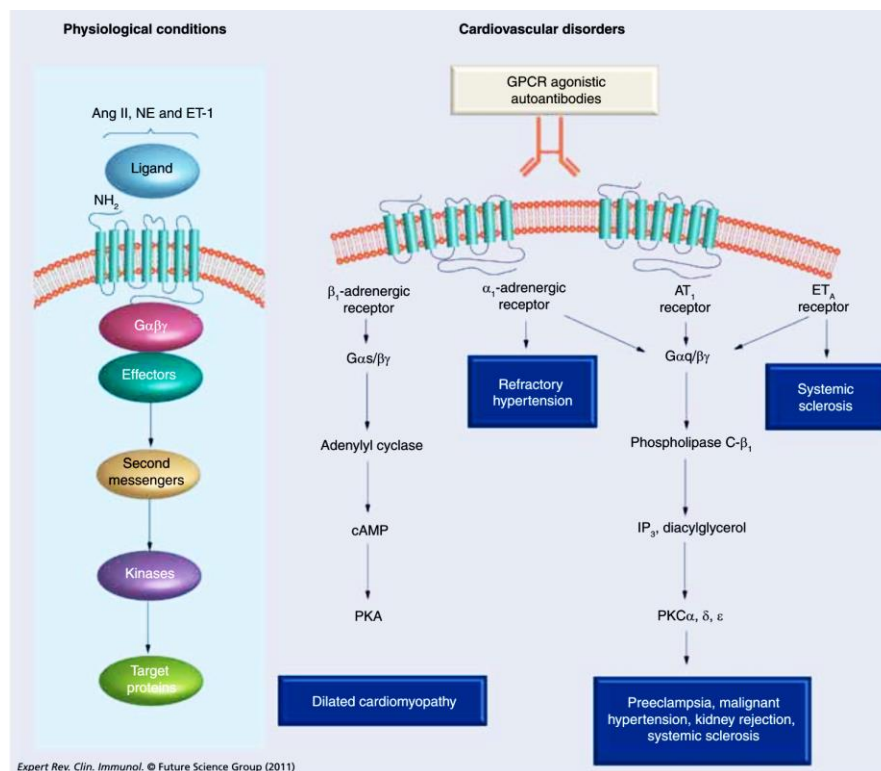 Physiological conditions
Cardiovascular disorders
Ang II, NE and ET-1
Ligand
NH₂
Gαβγ
Effectors
Second
messengers
Kinases
Target
proteins
GPCR agonistic
autoantibodies
β₁-adrenergic
receptor
α₁-adrenergic
receptor
AT₁
receptor
ET_A
receptor
Gαs/βγ
Refractory
hypertension
Gαq/βγ
Systemic
sclerosis
Adenylyl cyclase
Phospholipase C-β₁
cAMP
IP₃, diacylglycerol
PKA
PKCα, δ, ε
Dilated cardiomyopathy
Preeclampsia, malignant
hypertension, kidney rejection,
systemic sclerosis
Expert Rev. Clin. Immunol. © Future Science Group (2011)